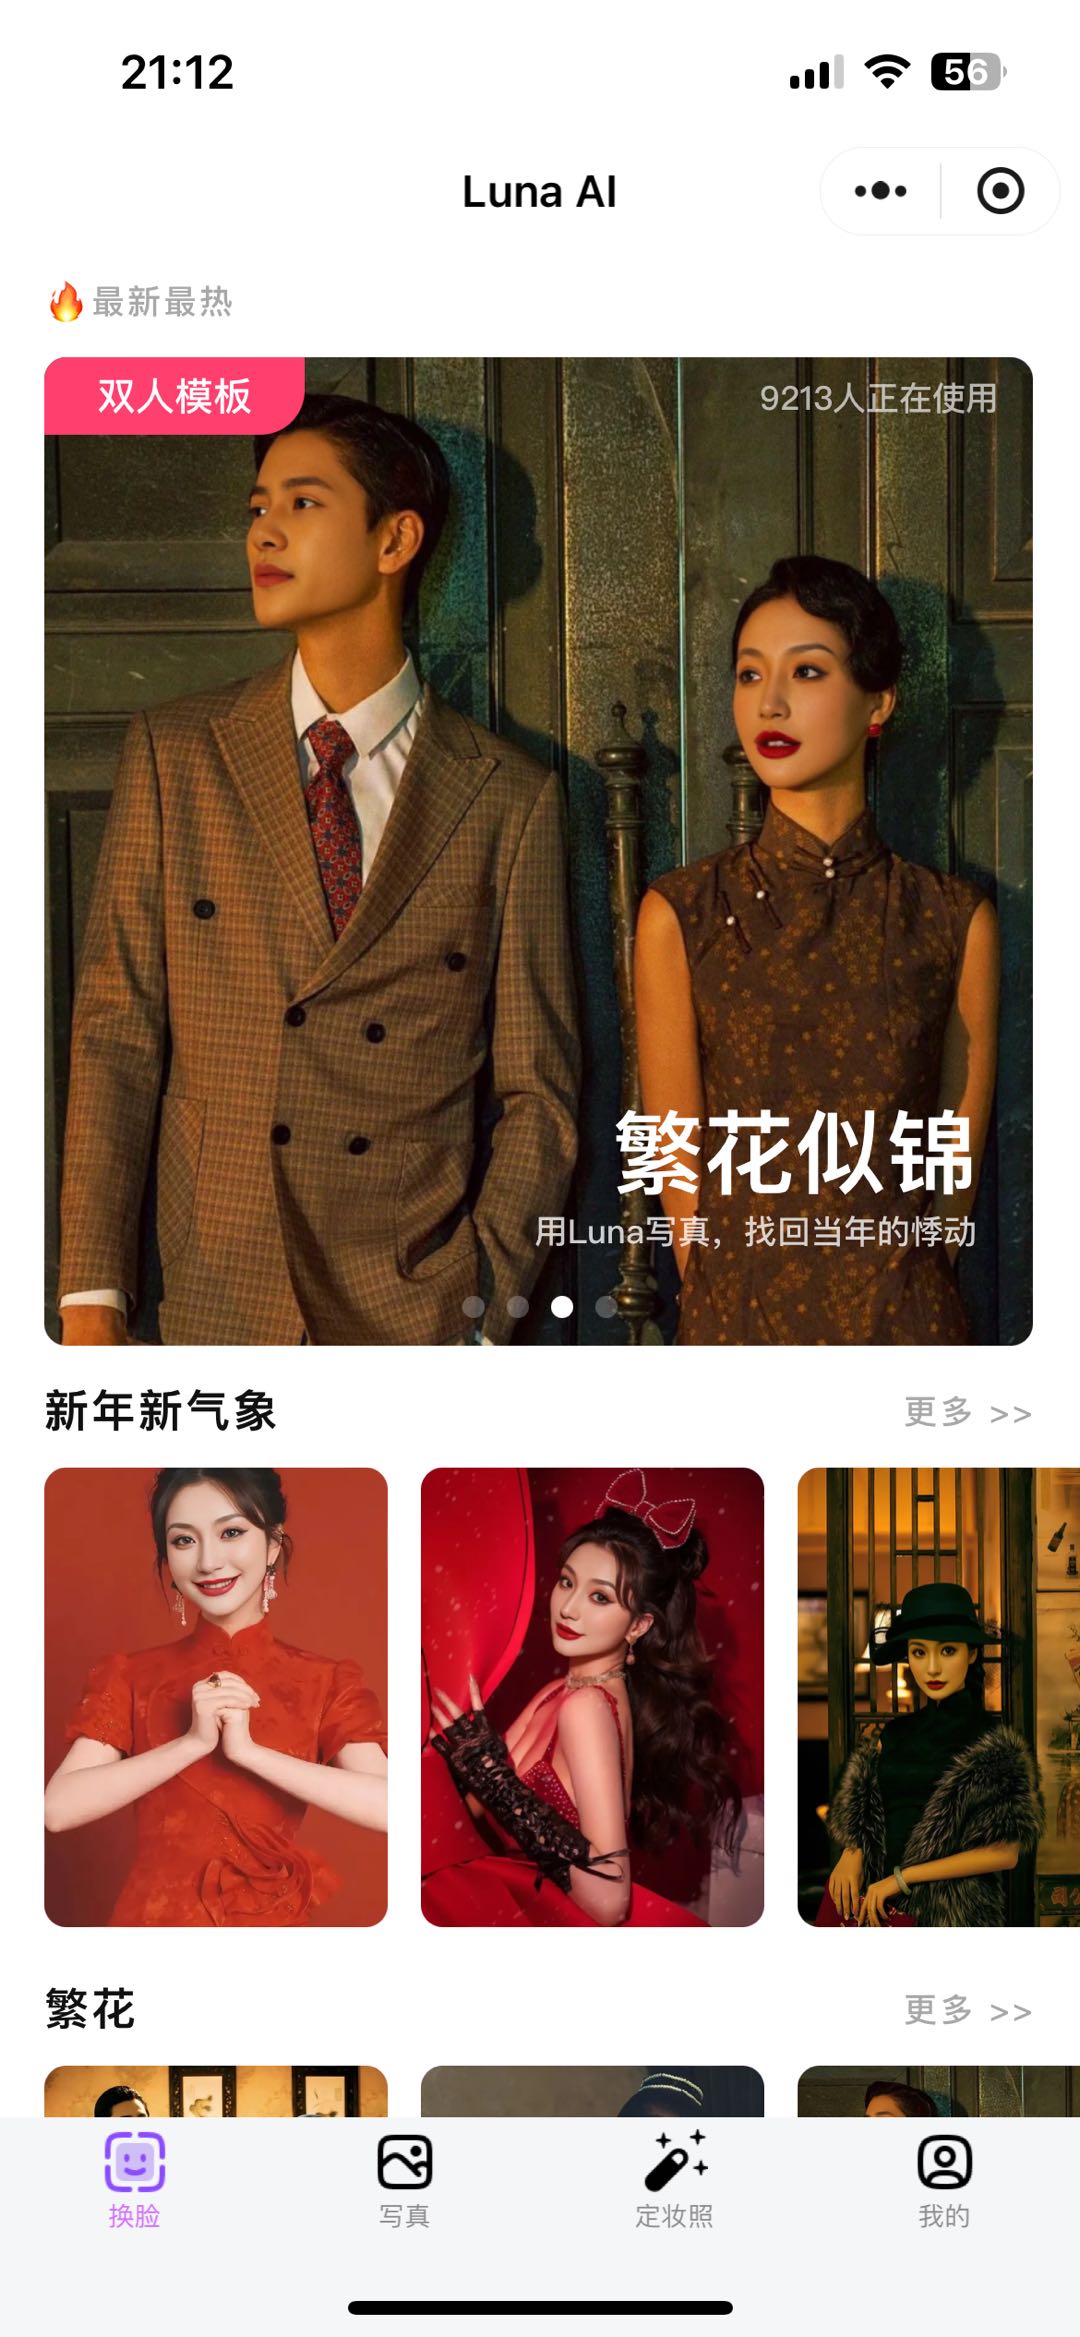 21:12
56
Luna AI
🔥最新最热
双人模板
9213人正在使用
繁花似锦
用Luna写真，找回当年的悸动
新年新气象
更多 >>
繁花
更多 >>
换脸
写真
定妆照
我的